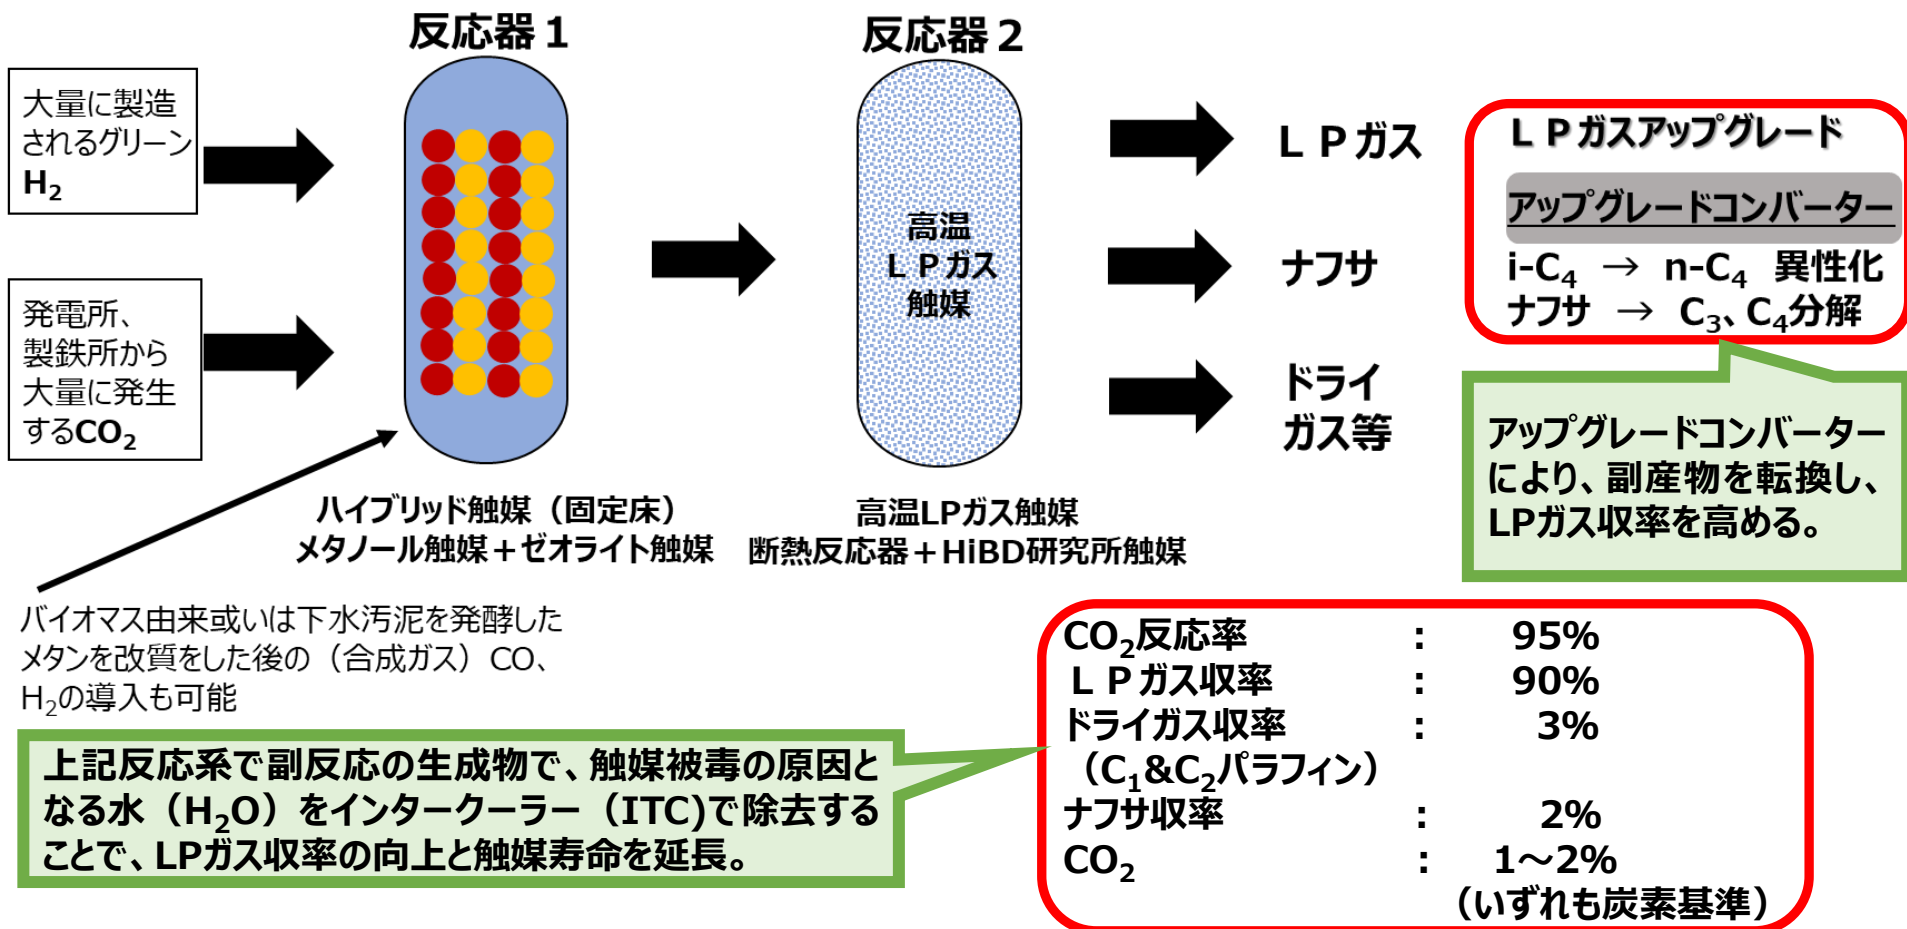 反応器１
反応器２
大量に製造
されるグリーン
H₂
発電所、
製鉄所から
大量に発生
するCO₂
高温
ＬＰガス
触媒
ＬＰガス
ナフサ
ドライ
ガス等
ＬＰガスアップグレード
アップグレードコンバーター
i-C₄ → n-C₄ 異性化
ナフサ → C₃、C₄分解
アップグレードコンバーター
により、副産物を転換し、
LPガス収率を高める。
ハイブリッド触媒（固定床）
メタノール触媒＋ゼオライト触媒
高温LPガス触媒
断熱反応器＋HiBD研究所触媒
バイオマス由来或いは下水汚泥を発酵した
メタンを改質をした後の（合成ガス）CO、
H₂の導入も可能
上記反応系で副反応の生成物で、触媒被毒の原因と
なる水（H₂O）をインタークーラー（ITC)で除去する
ことで、LPガス収率の向上と触媒寿命を延長。
CO₂反応率 ： 95%
ＬＰガス収率 ： 90%
ドライガス収率 ： 3%
（C₁&C₂パラフィン）
ナフサ収率 ： 2%
CO₂ ： 1～2%
（いずれも炭素基準）